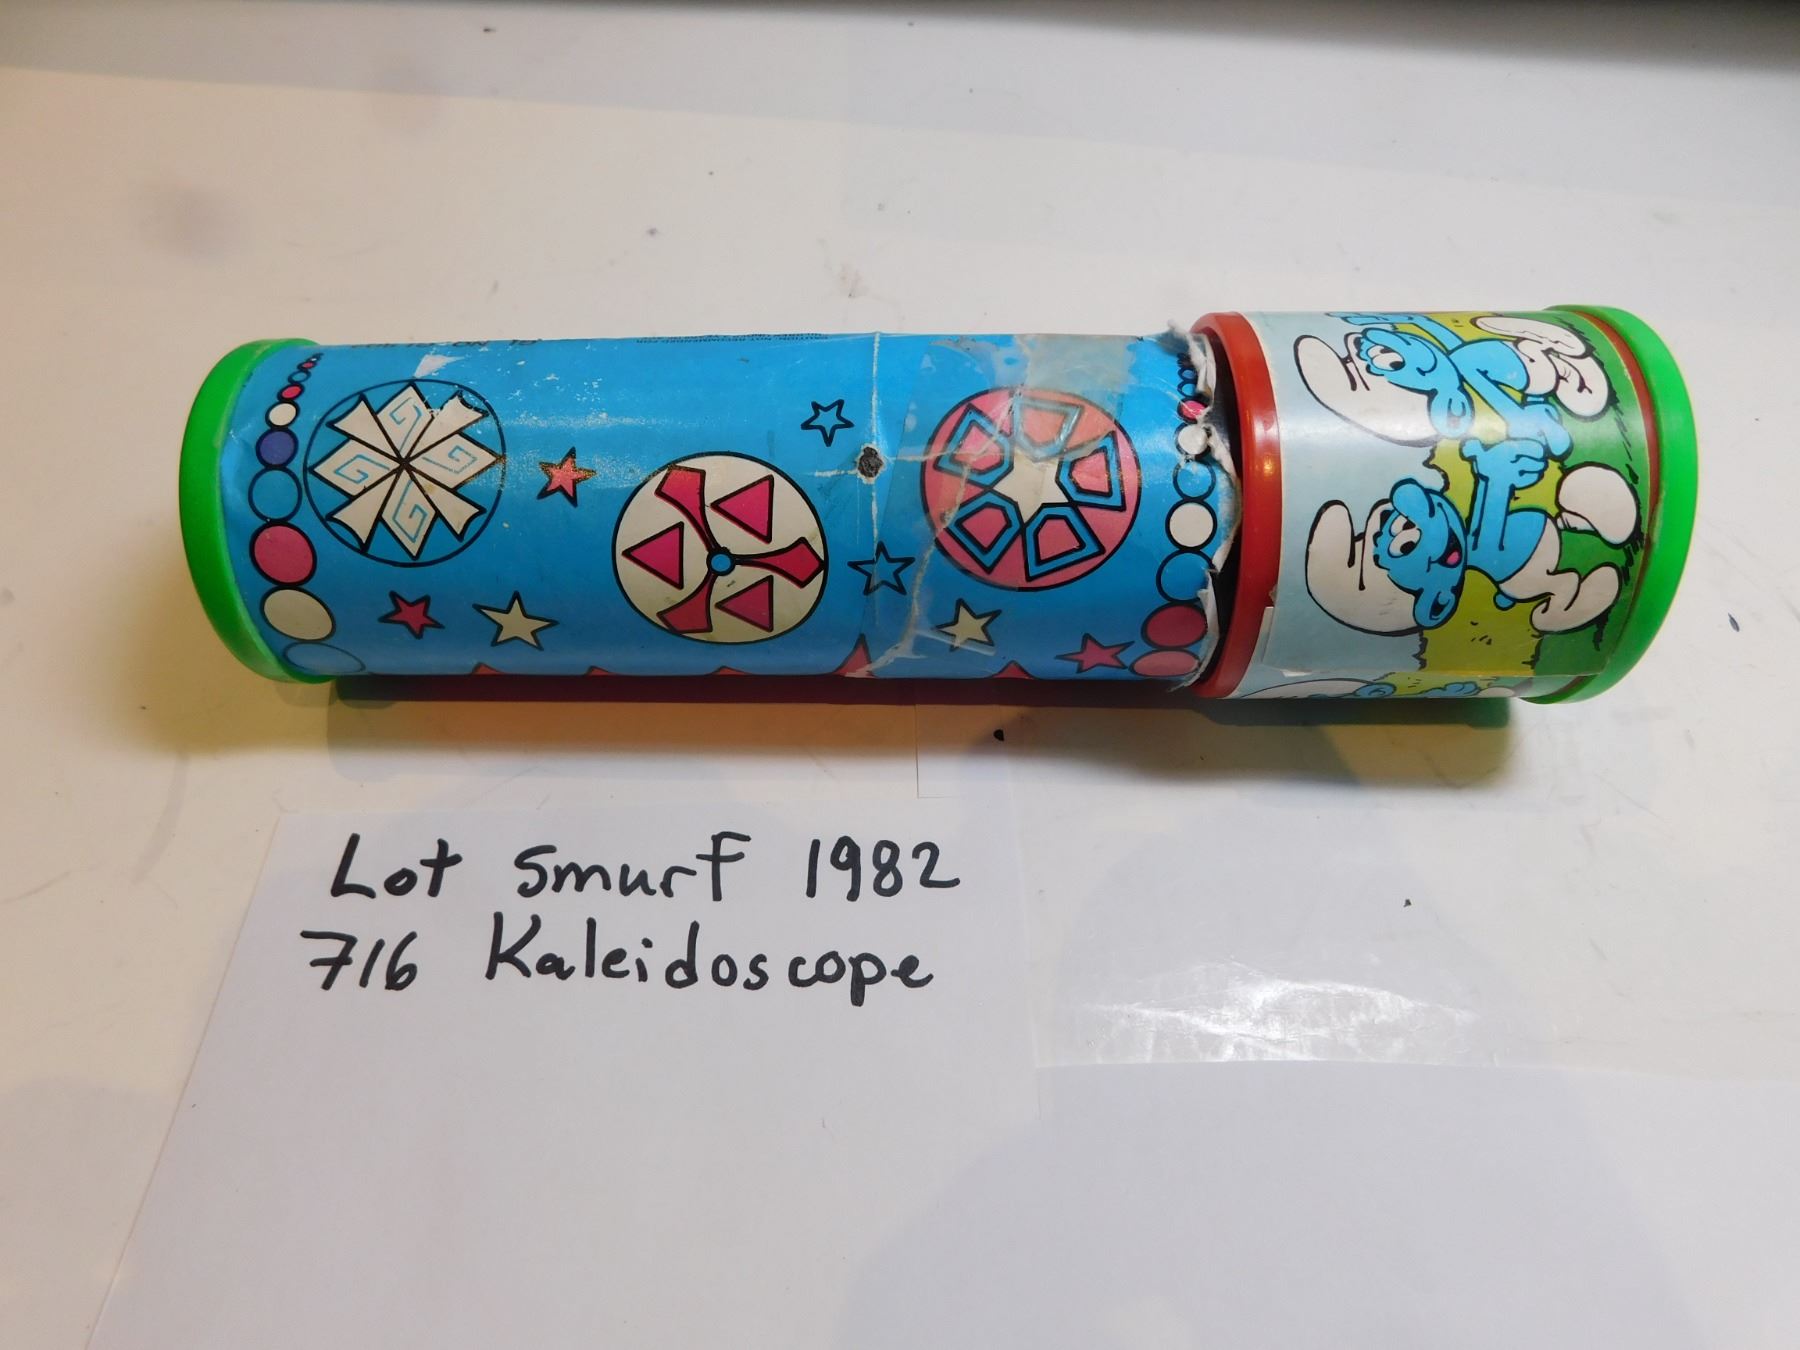 Lot smurf 1982
716 Kaleidoscope